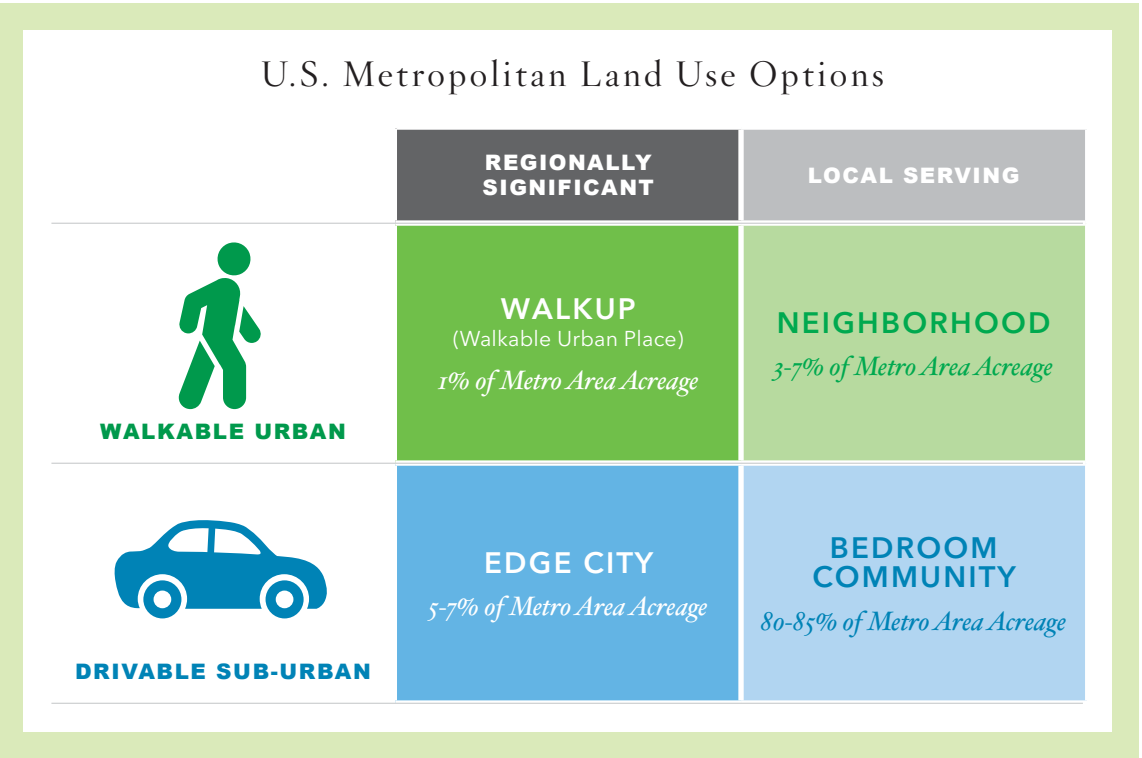 U.S. Metropolitan Land Use Options
REGIONALLY
SIGNIFICANT
LOCAL SERVING
WALKABLE URBAN
WALKUP
(Walkable Urban Place)
1% of Metro Area Acreage
NEIGHBORHOOD
3-7% of Metro Area Acreage
DRIVABLE SUB-URBAN
EDGE CITY
5-7% of Metro Area Acreage
BEDROOM
COMMUNITY
80-85% of Metro Area Acreage